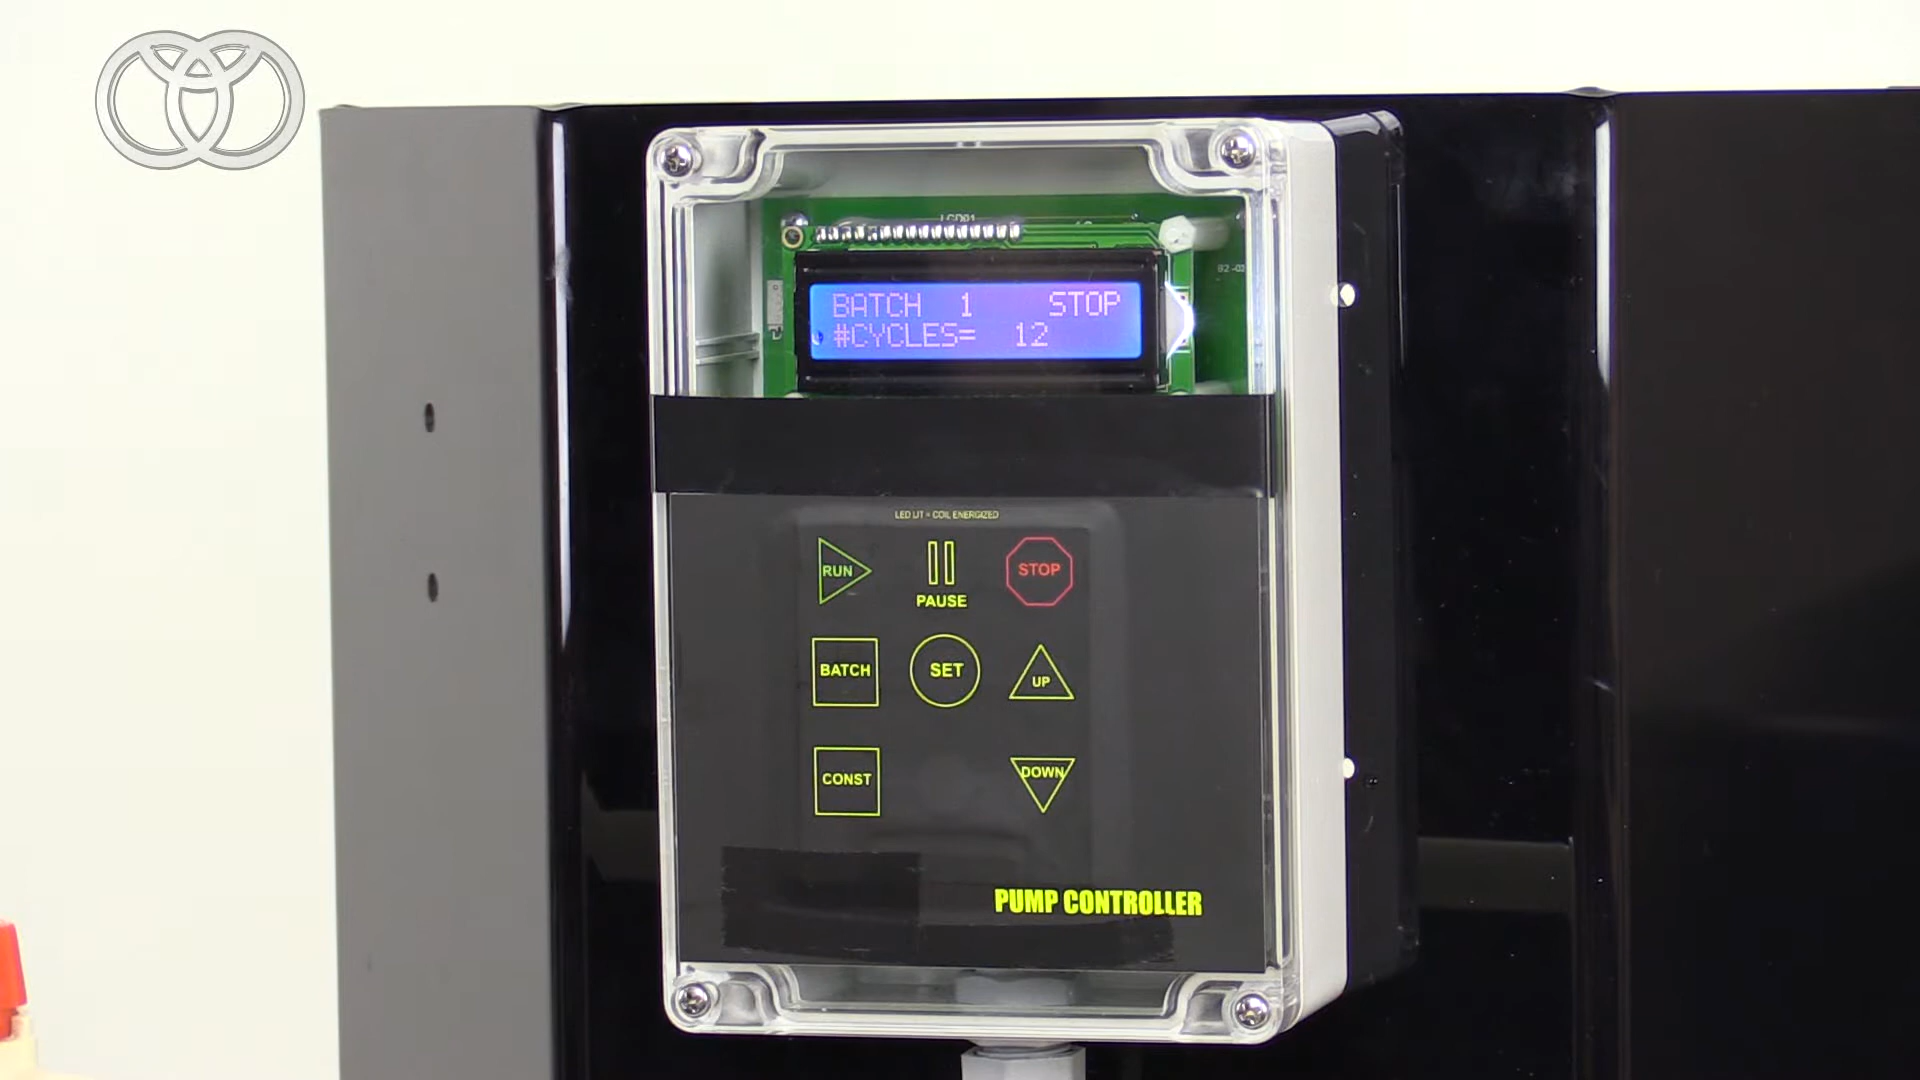 LCD01
BATCH 1 STOP
#CYCLES= 12
LED LIT = COIL ENERGIZED
RUN
PAUSE
STOP
BATCH
SET
UP
CONST
DOWN
PUMP CONTROLLER